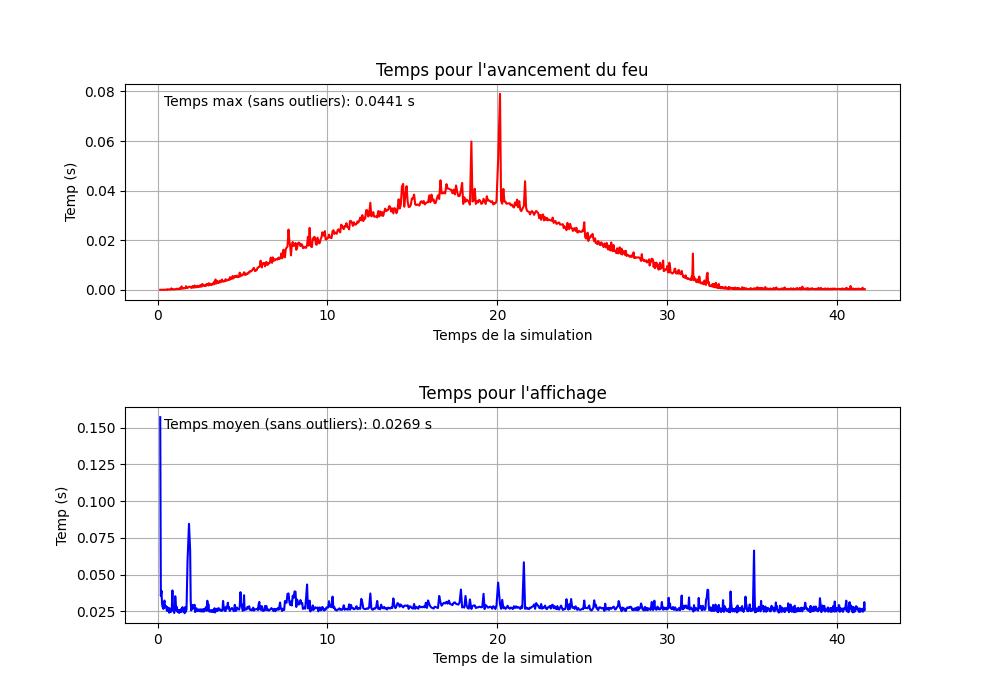 Temps pour l'avancement du feu
Temps max (sans outliers): 0.0441 s
Temp (s)
0.08
0.06
0.04
0.02
0.00
0 10 20 30 40
Temps de la simulation
Temps pour l'affichage
Temps moyen (sans outliers): 0.0269 s
Temp (s)
0.150
0.125
0.100
0.075
0.050
0.025
0 10 20 30 40
Temps de la simulation